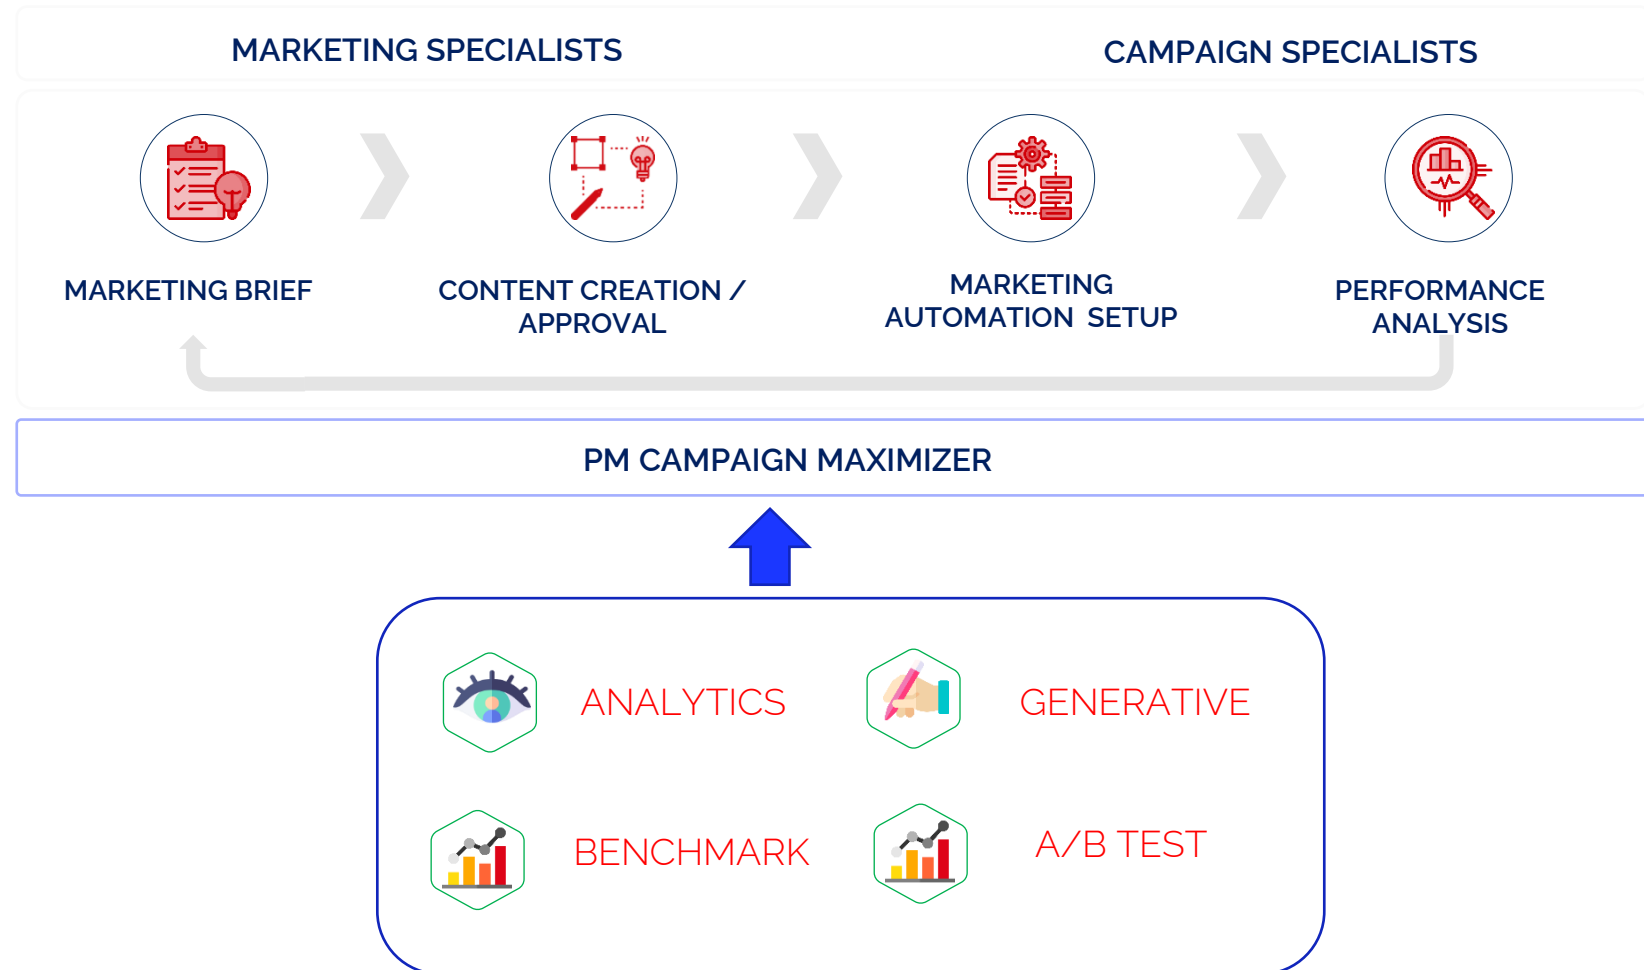 MARKETING SPECIALISTS
CAMPAIGN SPECIALISTS
MARKETING BRIEF
CONTENT CREATION /
APPROVAL
MARKETING
AUTOMATION  SETUP
PERFORMANCE
ANALYSIS
PM CAMPAIGN MAXIMIZER
ANALYTICS
GENERATIVE
BENCHMARK
A/B TEST